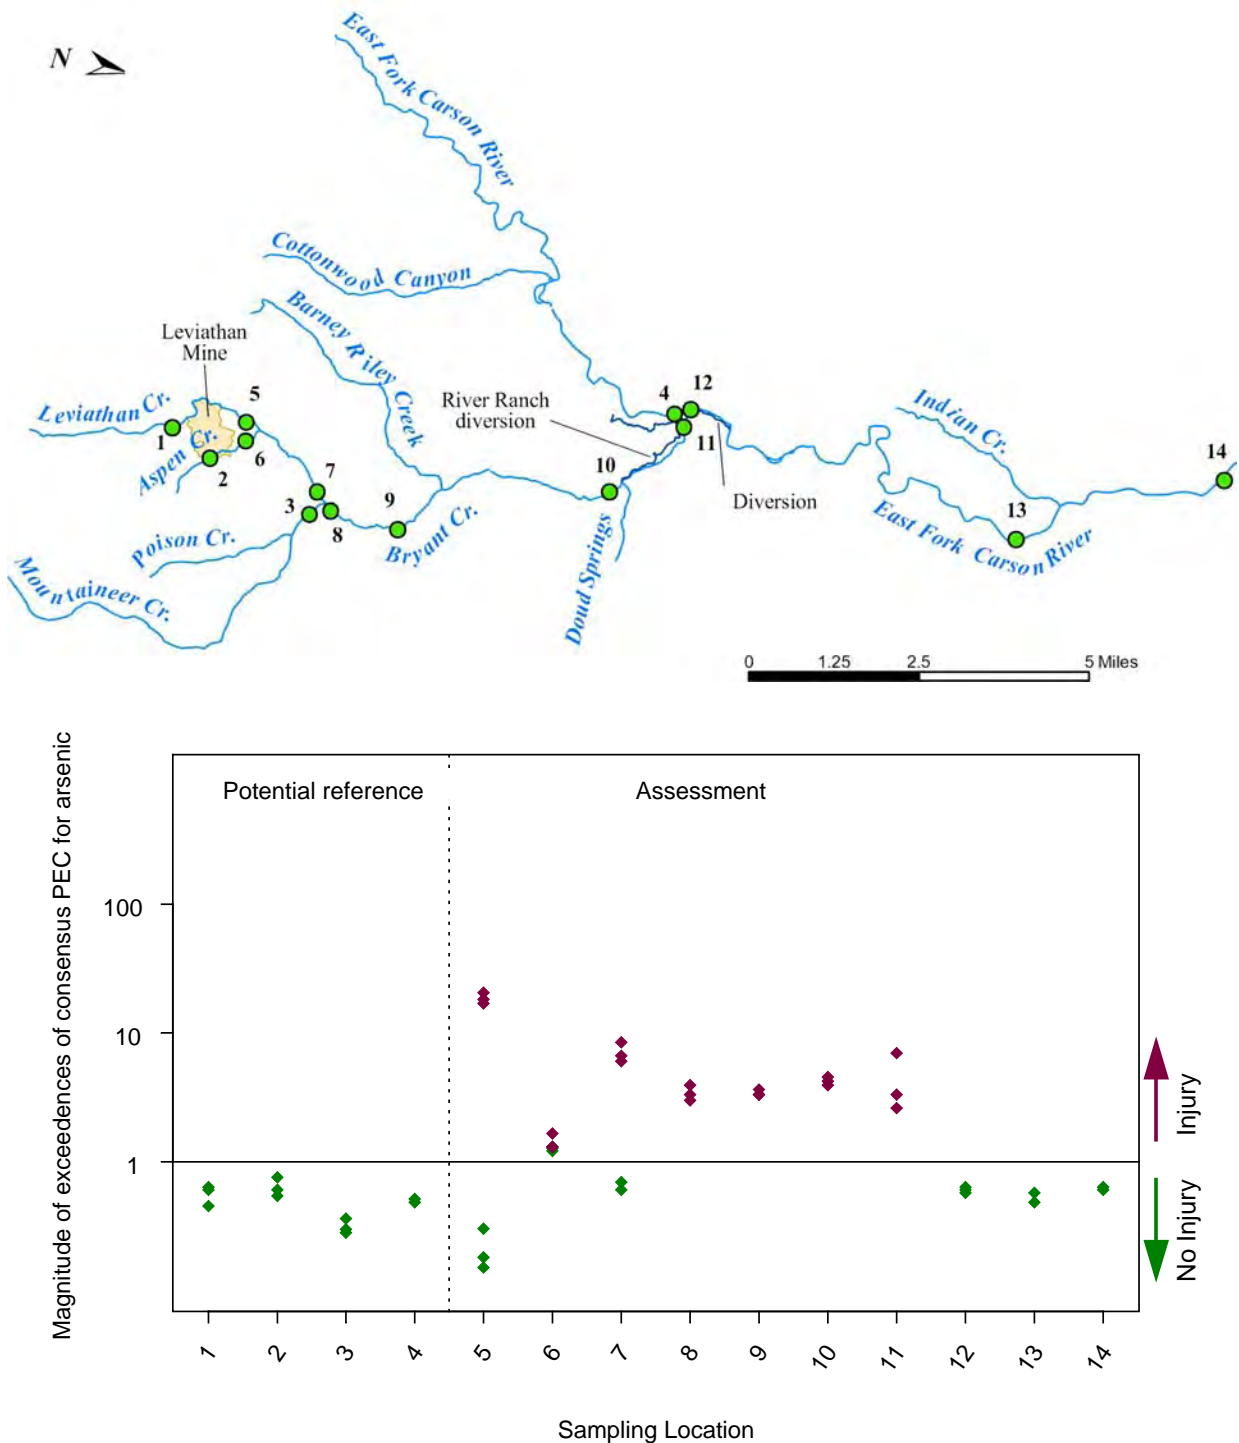 East Fork Carson River
N
Cottonwood Canyon
Barney Riley Creek
Leviathan
Mine
Leviathan Cr.
Aspen Cr.
1
2
5
6
7
3
8
9
Poison Cr.
Mountaineer Cr.
Bryant Cr.
River Ranch
diversion
4
12
11
10
Diversion
Doud Springs
Indian Cr.
East Fork Carson River
13
14
0 1.25 2.5 5 Miles
Magnitude of exceedences of consensus PEC for arsenic
Potential reference Assessment
100
10
1
Injury
No Injury
1 2 3 4 5 6 7 8 9 10 11 12 13 14
Sampling Location